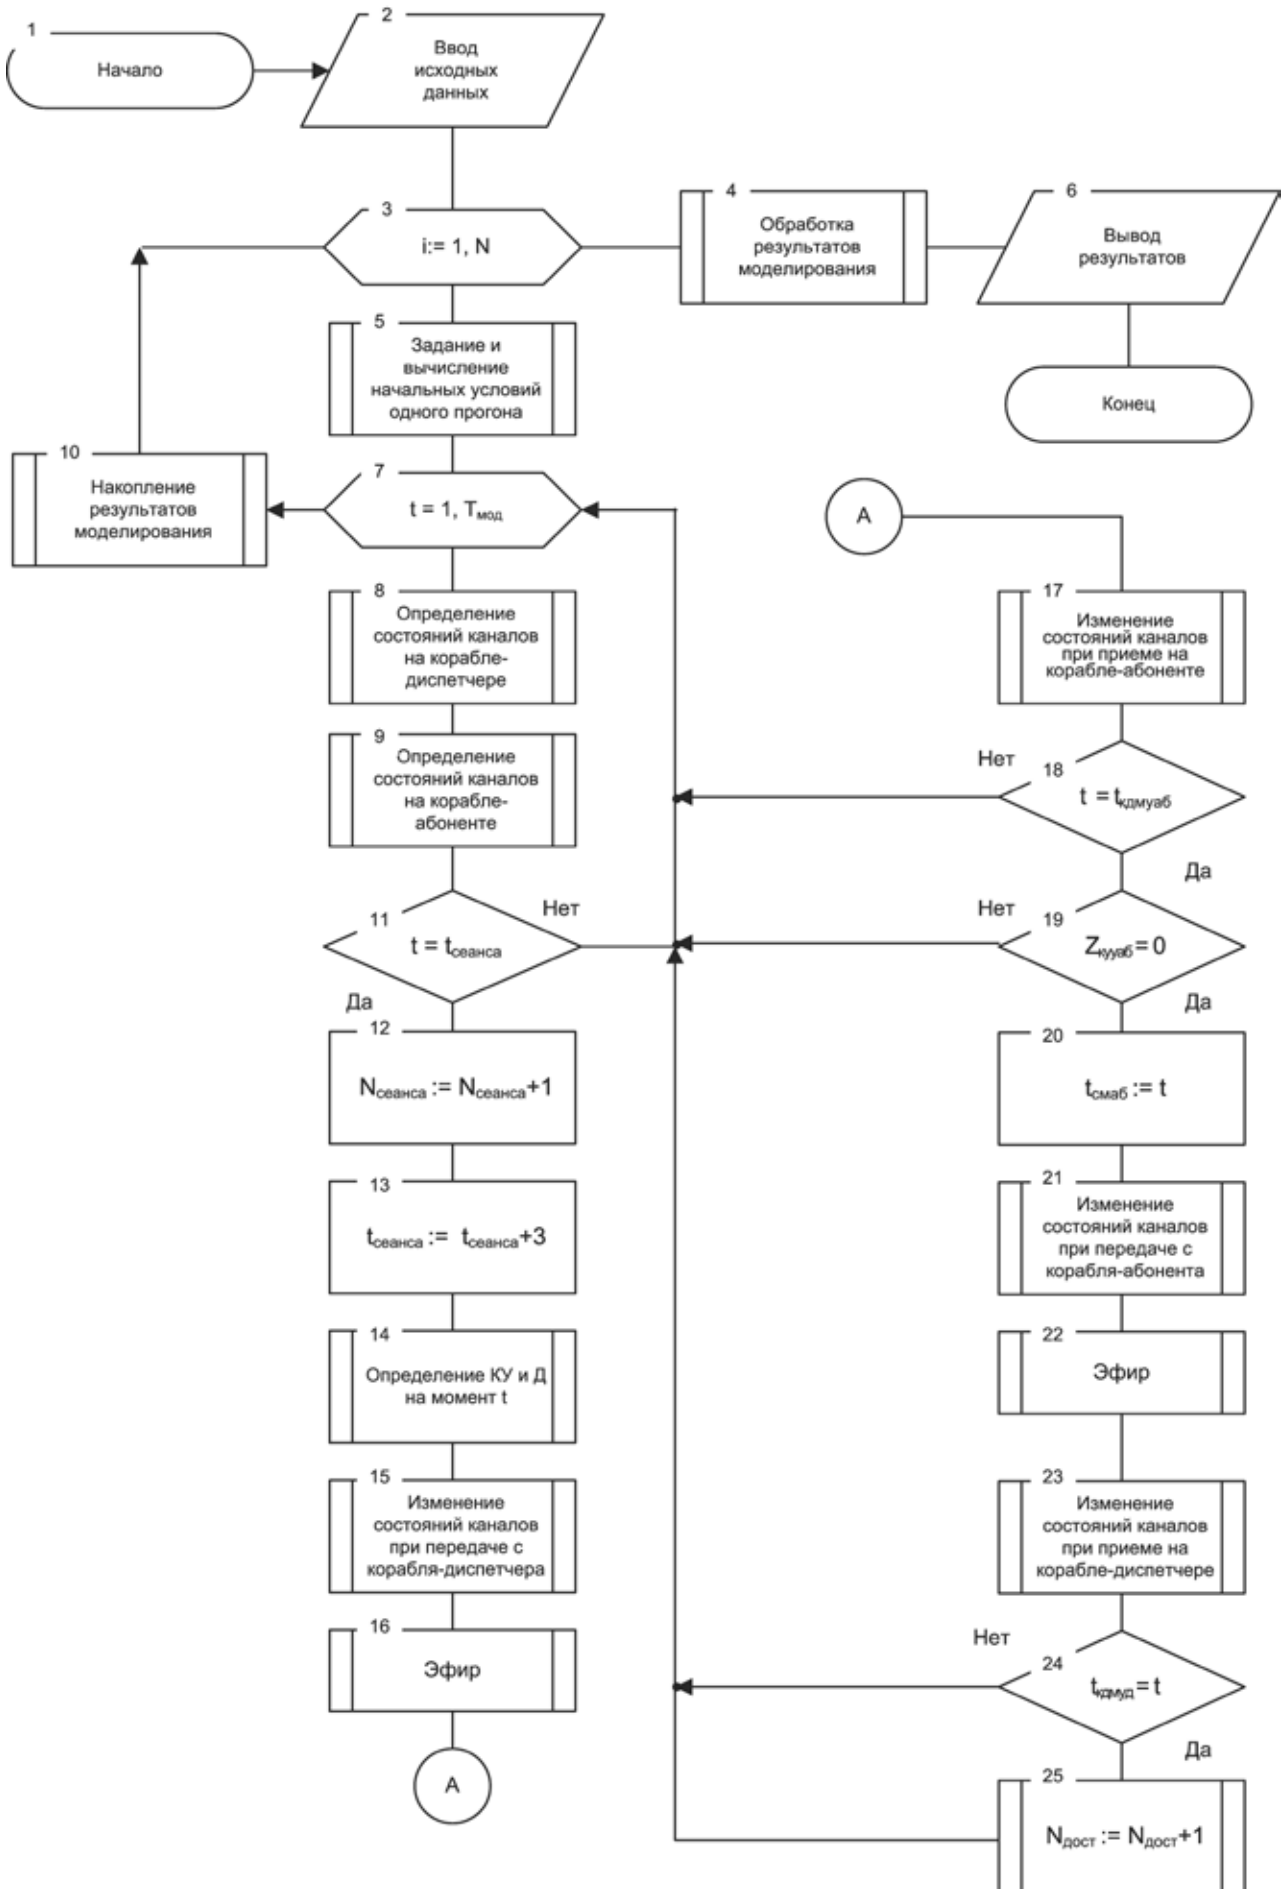 1
Начало
2
Ввод
исходных
данных
3
i:= 1, N
4
Обработка
результатов
моделирования
6
Вывод
результатов
Конец
5
Задание и
вычисление
начальных условий
одного прогона
7
t = 1, Tмод
10
Накопление
результатов
моделирования
8
Определение
состояний каналов
на корабле-
диспетчере
9
Определение
состояний каналов
на корабле-
абоненте
11
t = tсеанса
Нет
Да
12
Nсеанса := Nсеанса+1
13
tсеанса := tсеанса+3
14
Определение КУ и Д
на момент t
15
Изменение
состояний каналов
при передаче с
корабля-диспетчера
16
Эфир
А
А
17
Изменение
состояний каналов
при приеме на
корабле-абоненте
Нет
18
t = tкдмуаб
Да
Нет
19
Zкууаб = 0
Да
20
tсмаб := t
21
Изменение
состояний каналов
при передаче с
корабля-абонента
22
Эфир
23
Изменение
состояний каналов
при приеме на
корабле-диспетчере
Нет
24
tкдмуд = t
Да
25
Nдост := Nдост+1